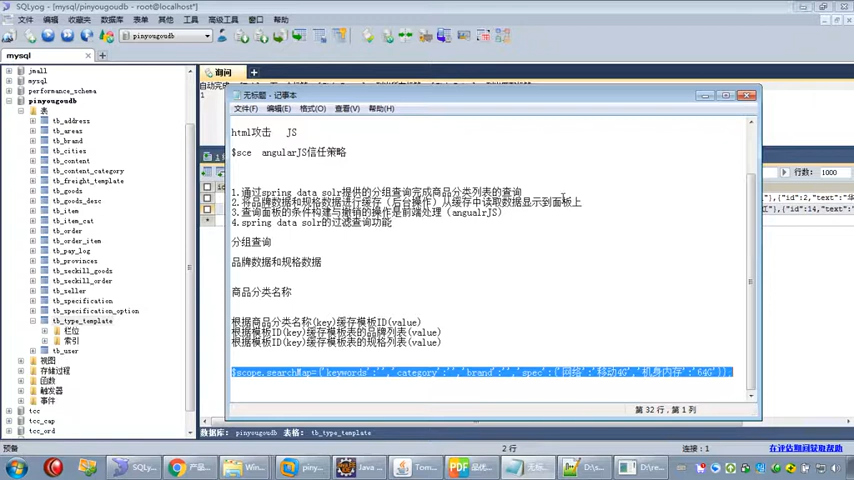 SQLyog - [mysql/pinyougoudb - root@localhost*]
文件 编辑 收藏夹 数据库 表单 其他 工具 高级工具 窗口 帮助
pinyougoudb
mysql
询问
jmall
mysql
performance_schema
pinyougoudb
表
tb_address
tb_areas
tb_brand
tb_cities
tb_content
tb_content_category
tb_freight_template
tb_goods
tb_goods_desc
tb_item
tb_item_cat
tb_order
tb_order_item
tb_pay_log
tb_provinces
tb_seckill_goods
tb_seckill_order
tb_seller
tb_specification
tb_specification_option
tb_type_template
栏位
索引
tb_user
视图
存储过程
函数
触发器
事件
tcc
tcc_cap
tcc_ord
无标题 - 记事本
文件(F) 编辑(E) 格式(O) 查看(V) 帮助(H)
html攻击 JS
$sce angularJS信任策略
1.通过spring data solr提供的分组查询完成商品分类列表的查询
2.将品牌数据和规格数据进行缓存（后台操作）从缓存中读取数据显示到面板上
3.查询面板的条件构建与撤销的操作是前端处理（angualrJS)
4.spring data solr的过滤查询功能
分组查询
品牌数据和规格数据
商品分类名称
根据商品分类名称(key)缓存模板ID(value)
根据模板ID(key)缓存模板表的品牌列表(value)
根据模板ID(key)缓存模板表的规格列表(value)
$scope.searchMap={'keywords':'','category':'','brand':'','spec':{'网络':'移动4G','机身内存':'64G'}};
第 32 行，第 1 列
行数: 1000
数据库: pinyougoudb 表格: tb_type_template
预备
2 行
连接: 1
在评估期间获取帮助
SQLy...
产品...
Win...
pinyo...
Java ...
Tom...
品优...
无标...
D:\s...
D:\re...